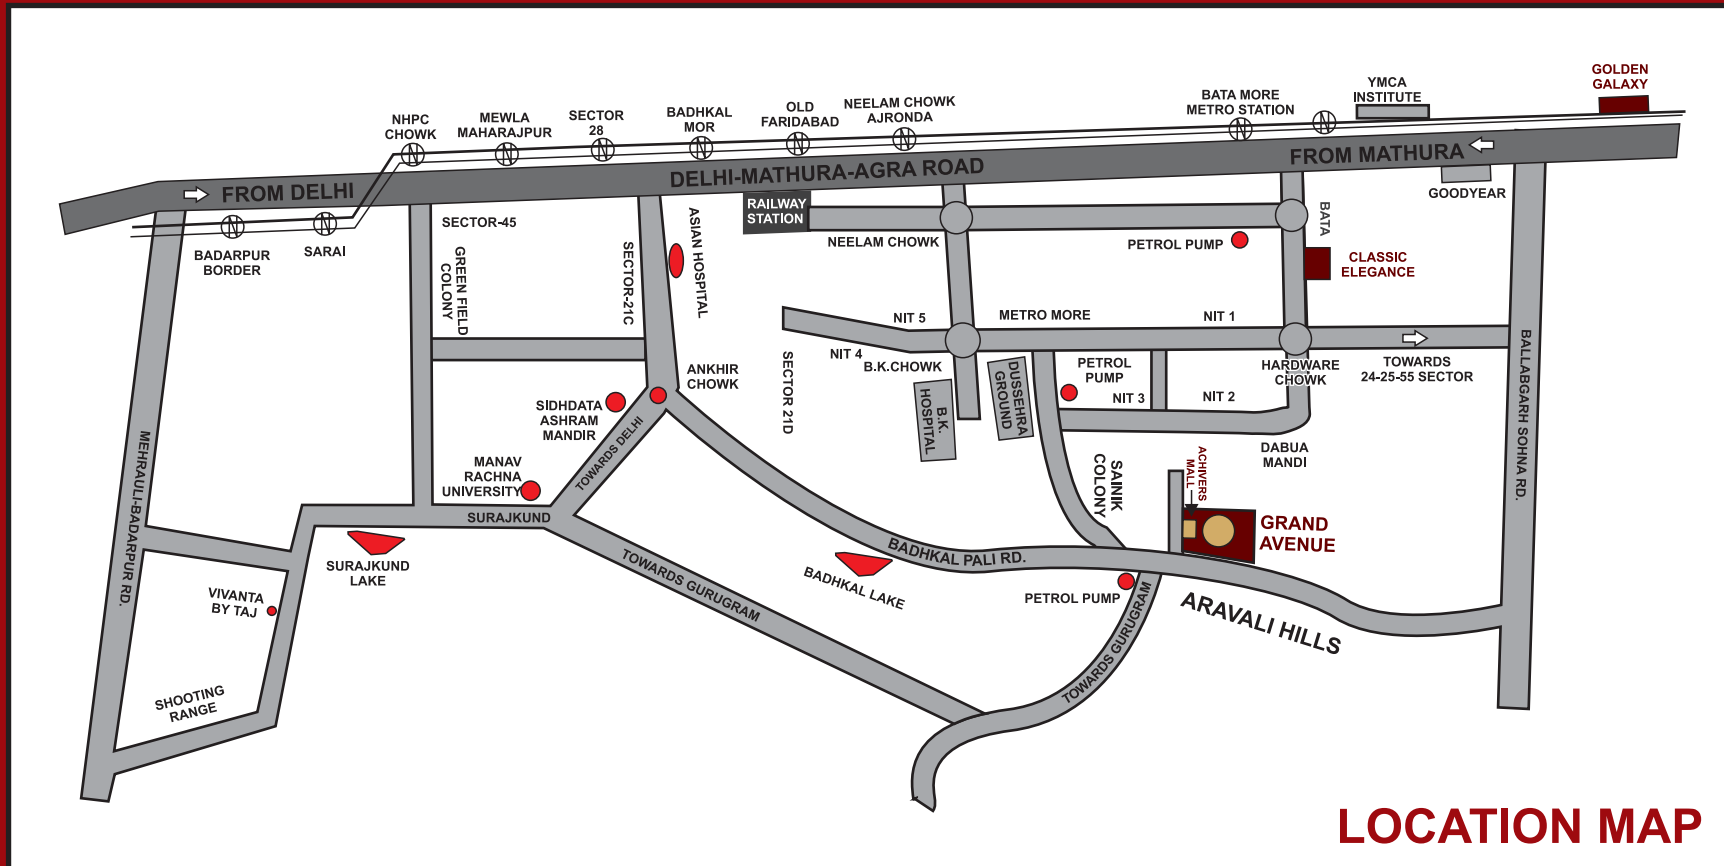 GOLDEN
GALAXY
YMCA
INSTITUTE
BATA MORE
METRO STATION
NEELAM CHOWK
AJRONDA
OLD
FARIDABAD
BADHKAL
MOR
SECTOR
28
MEWLA
MAHARAJPUR
NHPC
CHOWK
FROM DELHI
DELHI-MATHURA-AGRA ROAD
FROM MATHURA
GOODYEAR
RAILWAY
STATION
SECTOR-45
BADARPUR
BORDER
SARAI
GREEN FIELD
COLONY
SECTOR-21C
ASIAN HOSPITAL
NEELAM CHOWK
PETROL PUMP
BATA
CLASSIC
ELEGANCE
NIT 5
METRO MORE
NIT 1
NIT 4
B.K.CHOWK
SECTOR 21D
ANKHIR
CHOWK
B.K.
HOSPITAL
DUSSEHRA
GROUND
PETROL
PUMP
NIT 3
NIT 2
HARDWARE
CHOWK
TOWARDS
24-25-55 SECTOR
BALLABGARH SOHNA RD.
SIDHDATA
ASHRAM
MANDIR
TOWARDS DELHI
MANAV
RACHNA
UNIVERSITY
MEHRAULI-BADARPUR RD.
SURAJKUND
SURAJKUND
LAKE
DABUA
MANDI
SAINIK
COLONY
ACHIVERS
MALL
GRAND
AVENUE
BADHKAL PALI RD.
BADHKAL LAKE
TOWARDS GURUGRAM
PETROL PUMP
TOWARDS GURUGRAM
ARAVALI HILLS
VIVANTA
BY TAJ
SHOOTING
RANGE
LOCATION MAP